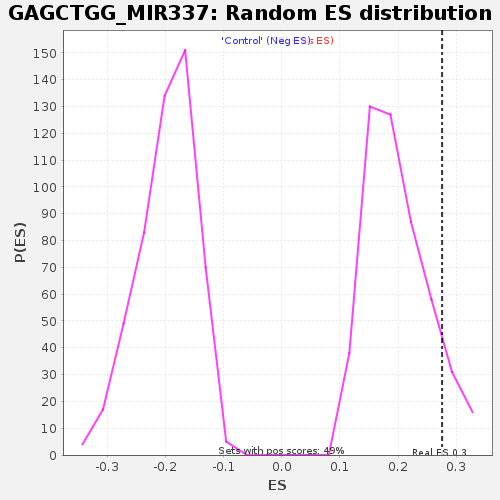 GAGCTGG_MIR337: Random ES distribution
'Control' (Neg ES) s ES)
150
140
130
120
110
100
90
80
70
60
50
40
30
20
10
0
P(ES)
Sets with pos scores: 49%
Real ES 0.3
-0.3 -0.2 -0.1 0.0 0.1 0.2 0.3
ES